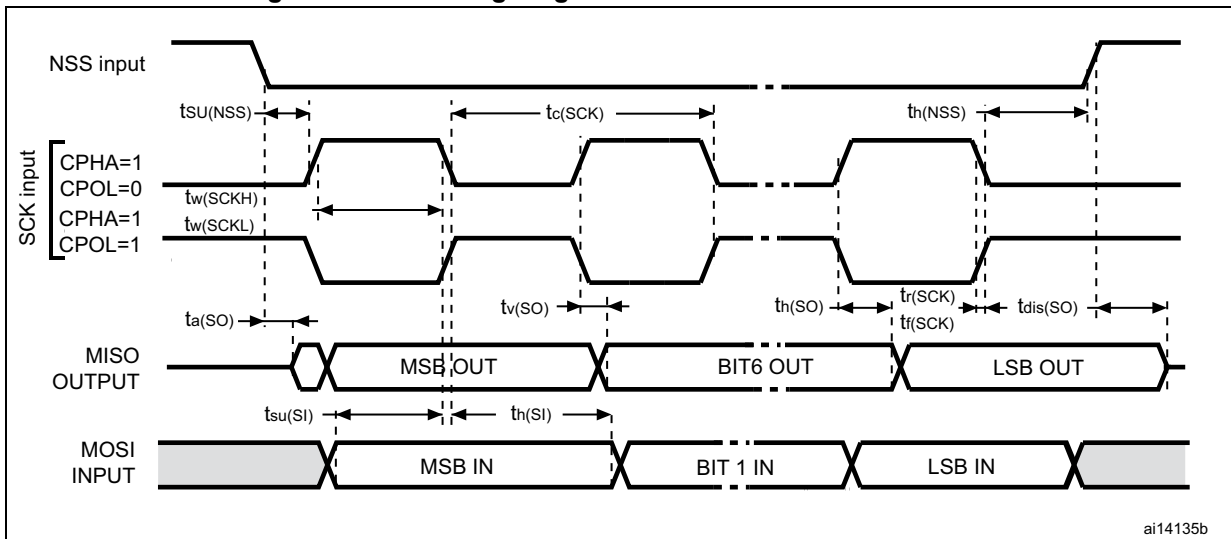 NSS input
tSU(NSS)
tc(SCK)
th(NSS)
SCK input
CPHA=1
CPOL=0
tw(SCKH)
CPHA=1
tw(SCKL)
CPOL=1
ta(SO)
tv(SO)
th(SO)
tr(SCK)
tf(SCK)
tdis(SO)
MISO
OUTPUT
MSB OUT
BIT6 OUT
LSB OUT
tsu(SI)
th(SI)
MOSI
INPUT
MSB IN
BIT 1 IN
LSB IN
ai14135b